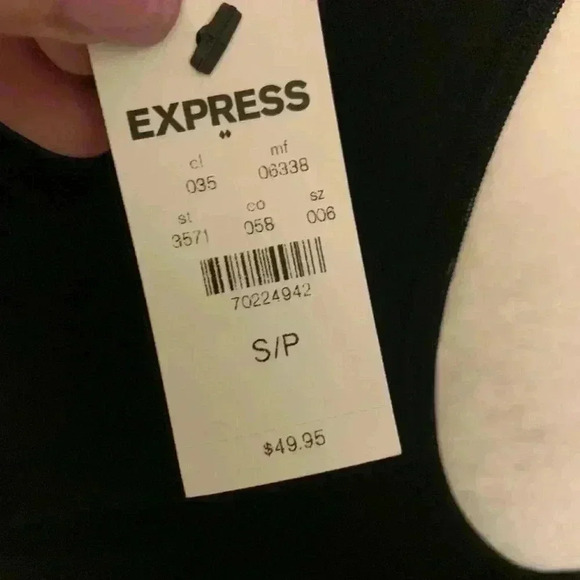 EXPRESS
cl mf
035 06338
st co sz
3571 058 006
70224942
S/P
$49.95